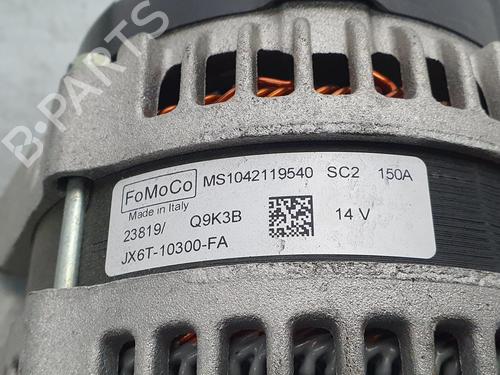 B-PARTS
FoMoCo MS1042119540 SC2 150A
Made in Italy
23819/ Q9K3B 14 V
JX6T-10300-FA